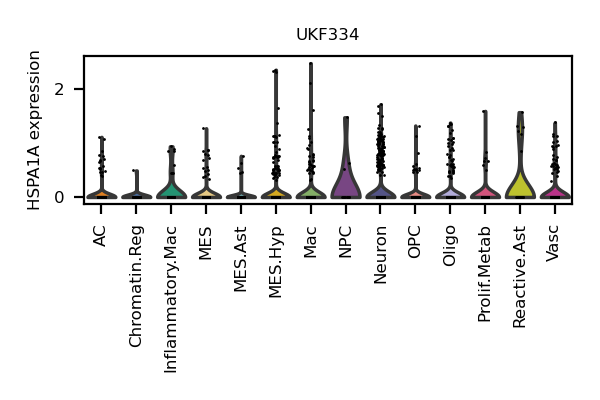 UKF334
HSPA1A expression
2
0
AC
Chromatin.Reg
Inflammatory.Mac
MES
MES.Ast
MES.Hyp
Mac
NPC
Neuron
OPC
Oligo
Prolif.Metab
Reactive.Ast
Vasc